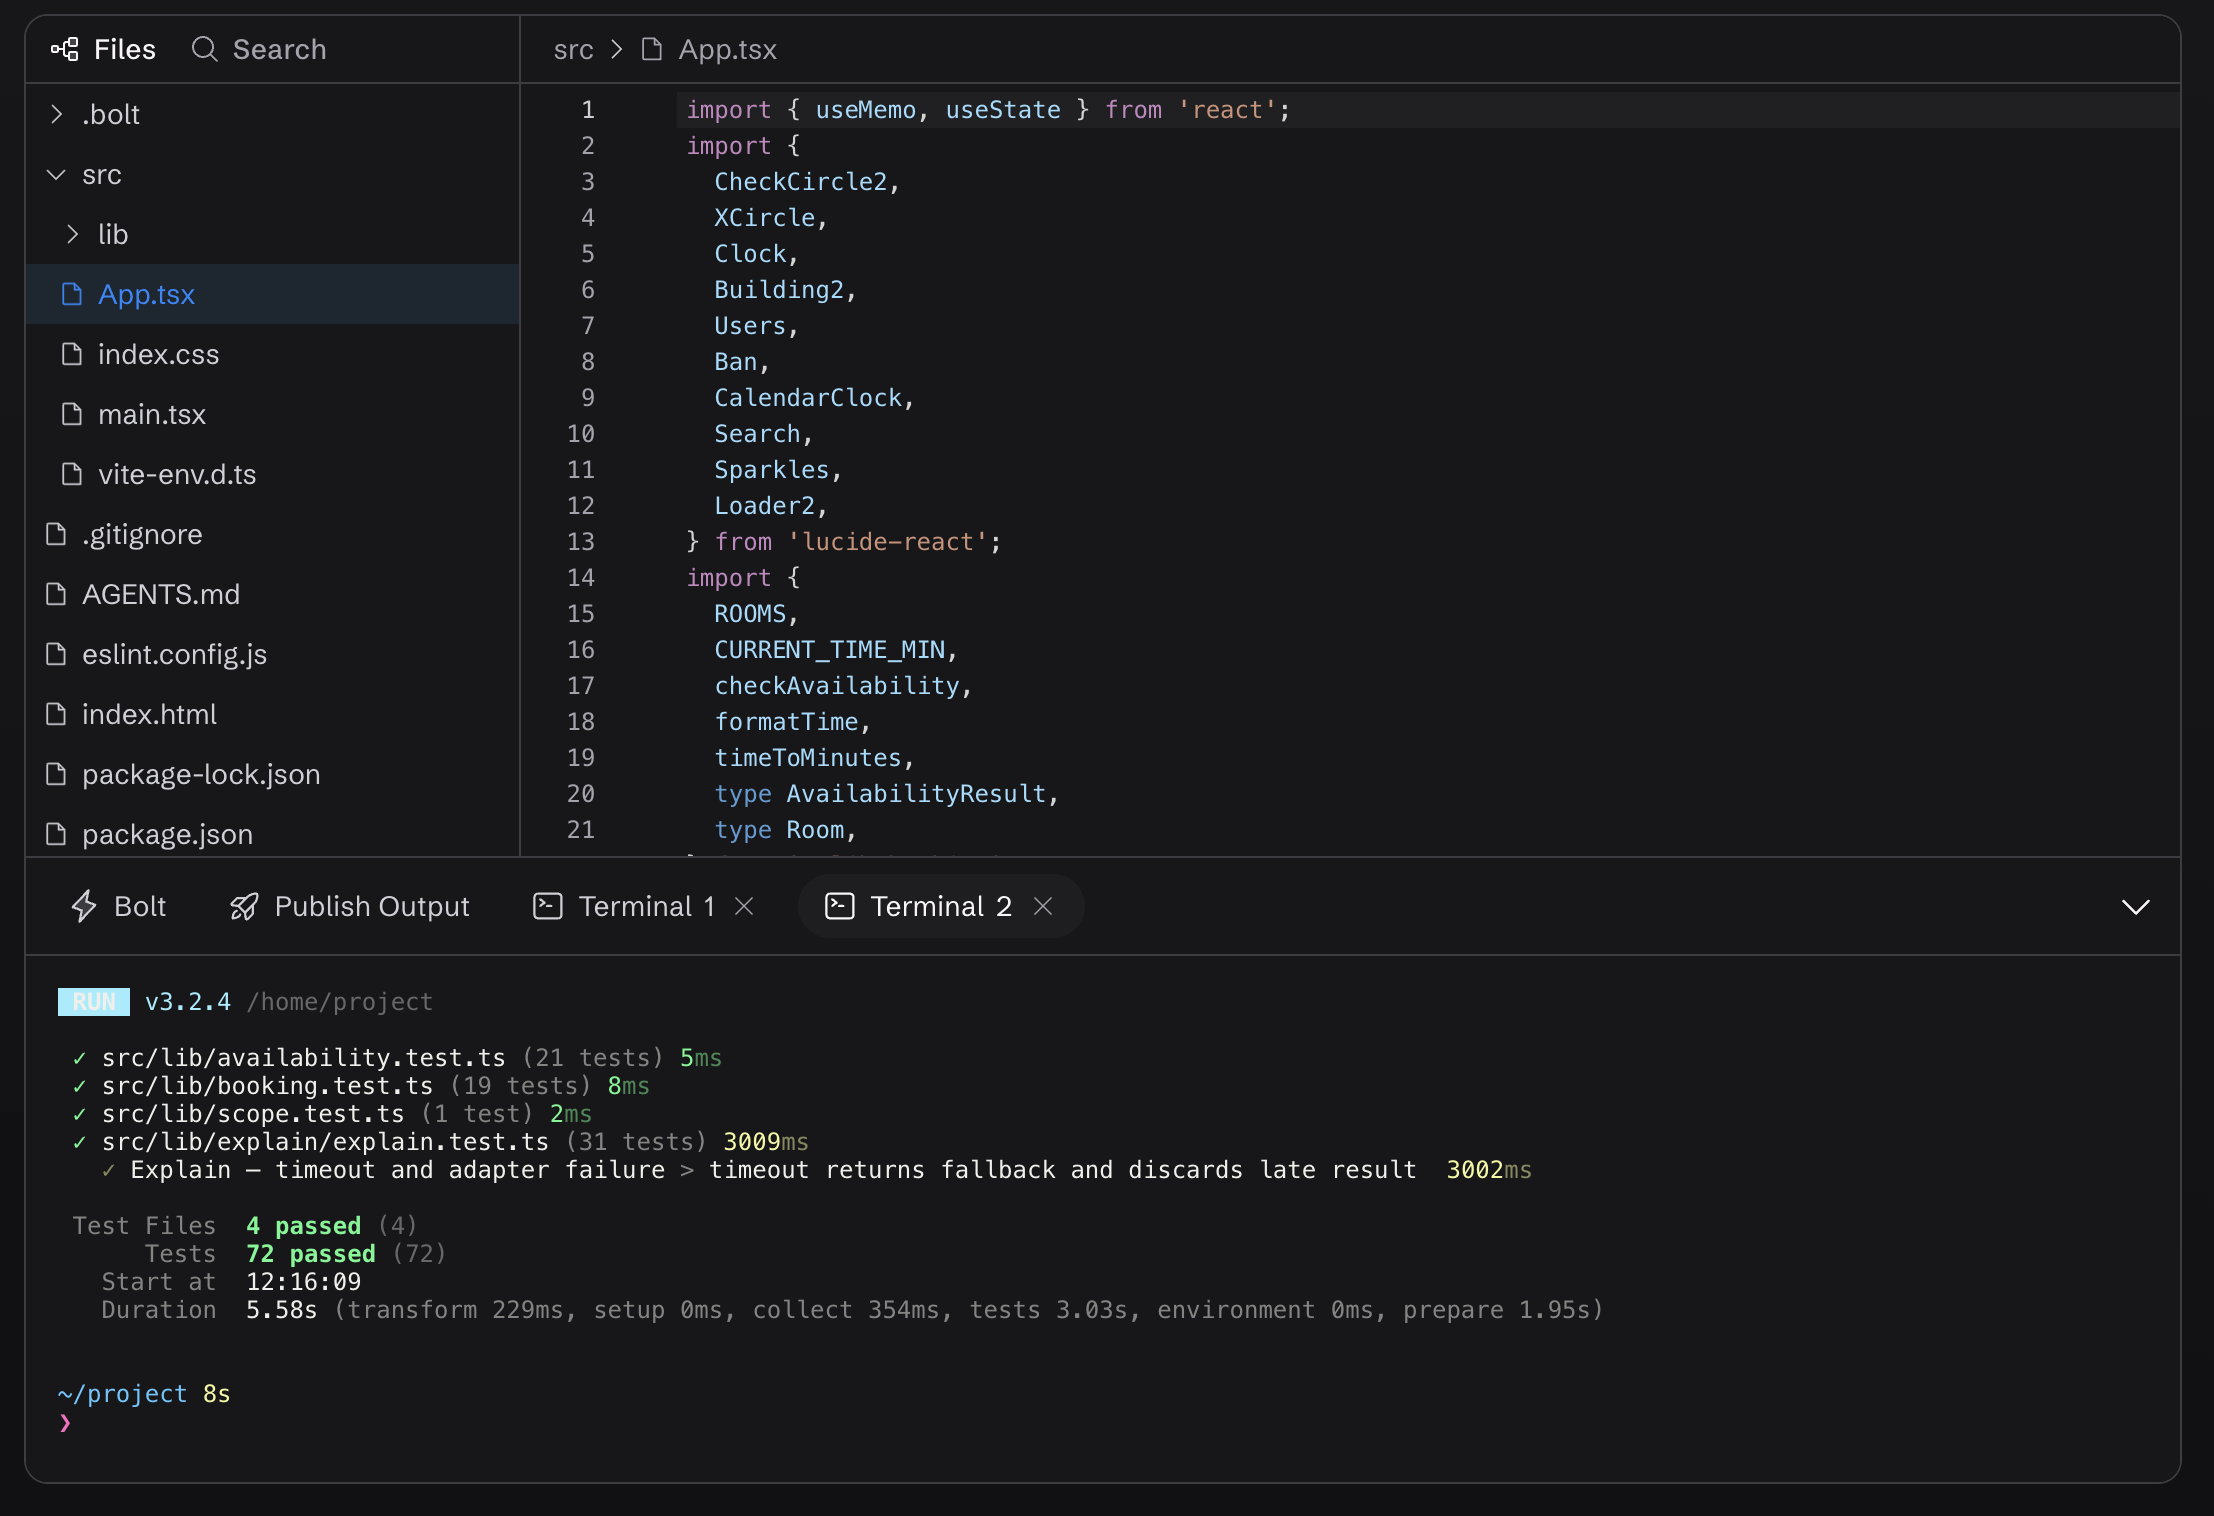 Files Search
src > App.tsx
.bolt
src
lib
App.tsx
index.css
main.tsx
vite-env.d.ts
.gitignore
AGENTS.md
eslint.config.js
index.html
package-lock.json
package.json
1 import { useMemo, useState } from 'react';
2 import {
3 CheckCircle2,
4 XCircle,
5 Clock,
6 Building2,
7 Users,
8 Ban,
9 CalendarClock,
10 Search,
11 Sparkles,
12 Loader2,
13 } from 'lucide-react';
14 import {
15 ROOMS,
16 CURRENT_TIME_MIN,
17 checkAvailability,
18 formatTime,
19 timeToMinutes,
20 type AvailabilityResult,
21 type Room,
Bolt Publish Output Terminal 1 × Terminal 2 ×
RUN v3.2.4 /home/project
✓ src/lib/availability.test.ts (21 tests) 5ms
✓ src/lib/booking.test.ts (19 tests) 8ms
✓ src/lib/scope.test.ts (1 test) 2ms
✓ src/lib/explain/explain.test.ts (31 tests) 3009ms
✓ Explain — timeout and adapter failure > timeout returns fallback and discards late result 3002ms
Test Files 4 passed (4)
Tests 72 passed (72)
Start at 12:16:09
Duration 5.58s (transform 229ms, setup 0ms, collect 354ms, tests 3.03s, environment 0ms, prepare 1.95s)
~/project 8s
❯